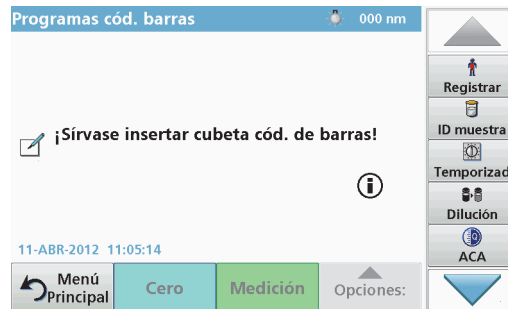 Programas cód. barras
000 nm
¡Sírvase insertar cubeta cód. de barras!
11-ABR-2012 11:05:14
Menú
Principal
Cero
Medición
Opciones:
Registrar
ID muestra
Temporizad
Dilución
ACA